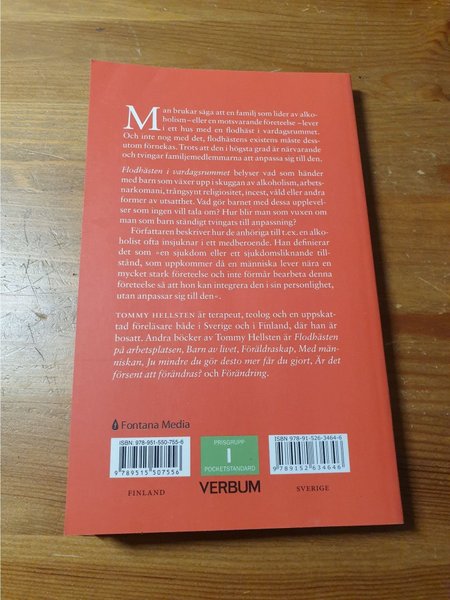 Man brukar säga att en familj som lider av alko-
holism – eller en motsvarande företeelse – lever
i ett hus med en flodhäst i vardagsrummet.
Och inte nog med det, flodhästens existens måste dess-
utom förnekas. Trots att den i högsta grad är närvarande
och tvingar familjemedlemmarna att anpassa sig till den.
Flodhästen i vardagsrummet belyser vad som händer
med barn som växer upp i skuggan av alkoholism, arbets-
narkomani, trångsynt religiositet, incest, våld eller andra
former av utsatthet. Vad gör barnet med dessa upplevel-
ser som ingen vill tala om? Hur blir man som vuxen om
man som barn ständigt tvingats till anpassning?
Författaren beskriver hur de anhöriga till t.ex. en alko-
holist ofta insjuknar i ett medberoende. Han definierar
det som »en sjukdom eller ett sjukdomsliknande till-
stånd, som uppkommer då en människa lever nära en
mycket stark företeelse och inte förmår bearbeta denna
företeelse så att hon kan integrera den i sin personlighet,
utan anpassar sig till den«.
TOMMY HELLSTEN är terapeut, teolog och en uppskat-
tad föreläsare både i Sverige och i Finland, där han är
bosatt. Andra böcker av Tommy Hellsten är Flodhästen
på arbetsplatsen, Barn av livet, Föräldraskap, Med män-
niskan, Ju mindre du gör desto mer får du gjort, Är det
försent att förändras? och Förändring.
Fontana Media
ISBN: 978-951-550-755-6
9789515507556
FINLAND
PRISGRUPP
I
POCKETSTANDARD
VERBUM
ISBN 978-91-526-3464-6
9789152634646
SVERIGE